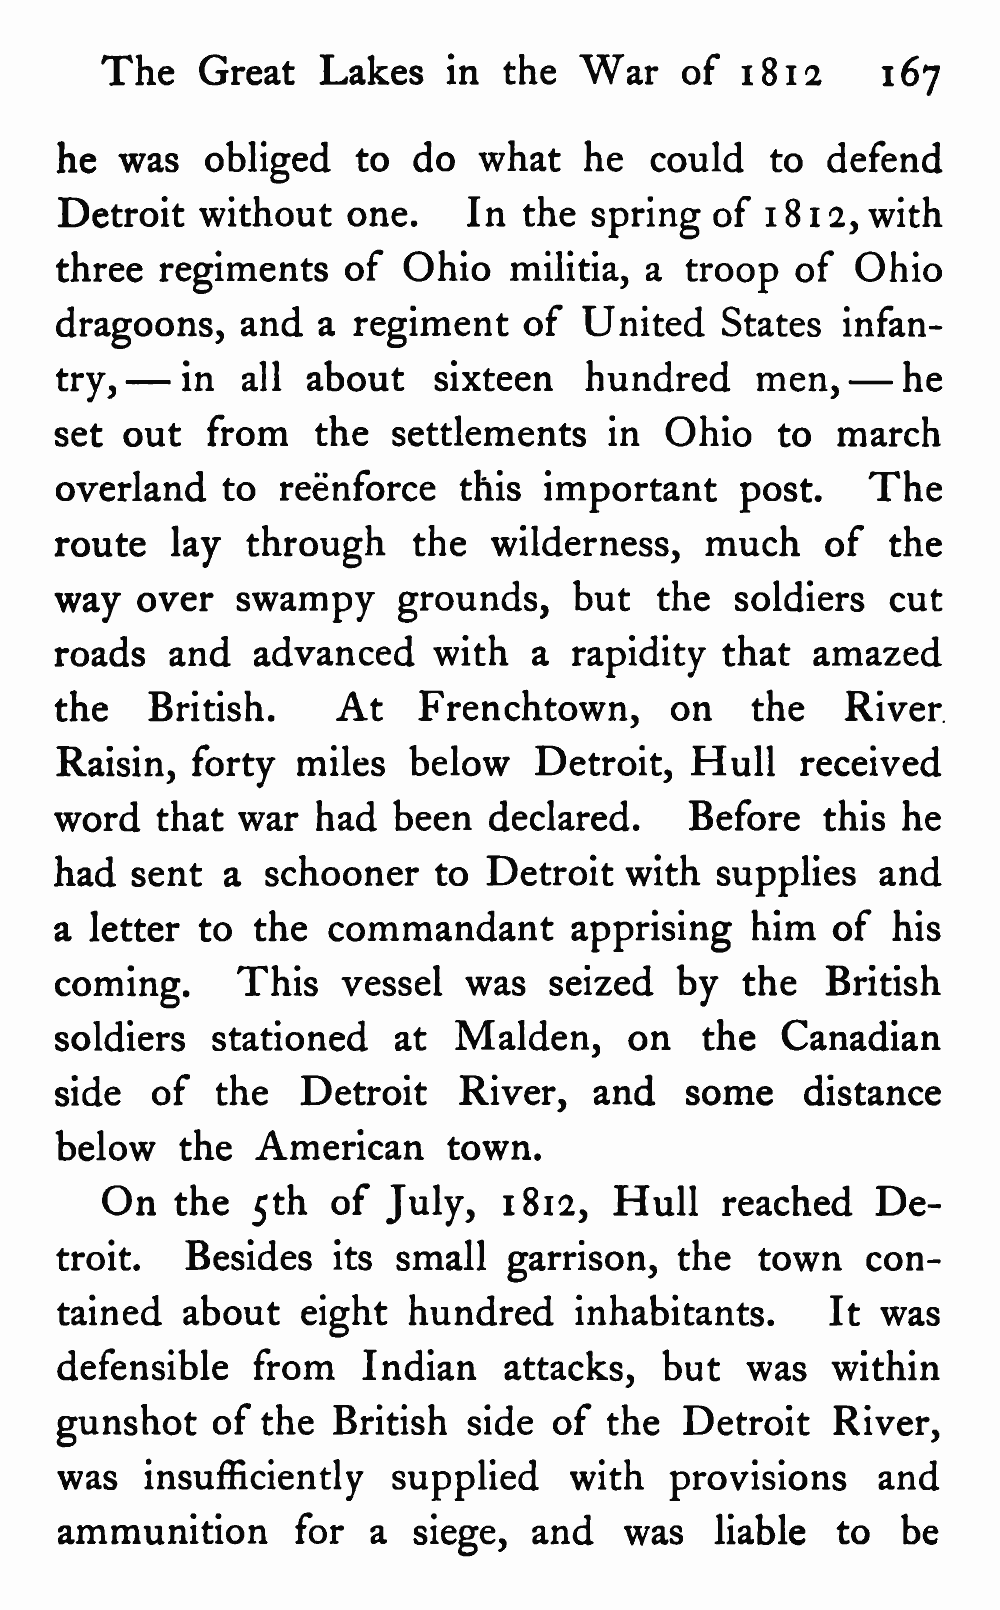 The Great Lakes in the War of 1812 167
he was obliged to do what he could to defend
Detroit without one. In the spring of 1812, with
three regiments of Ohio militia, a troop of Ohio
dragoons, and a regiment of United States infan-
try, — in all about sixteen hundred men, — he
set out from the settlements in Ohio to march
overland to reënforce this important post. The
route lay through the wilderness, much of the
way over swampy grounds, but the soldiers cut
roads and advanced with a rapidity that amazed
the British. At Frenchtown, on the River
Raisin, forty miles below Detroit, Hull received
word that war had been declared. Before this he
had sent a schooner to Detroit with supplies and
a letter to the commandant apprising him of his
coming. This vessel was seized by the British
soldiers stationed at Malden, on the Canadian
side of the Detroit River, and some distance
below the American town.
On the 5th of July, 1812, Hull reached De-
troit. Besides its small garrison, the town con-
tained about eight hundred inhabitants. It was
defensible from Indian attacks, but was within
gunshot of the British side of the Detroit River,
was insufficiently supplied with provisions and
ammunition for a siege, and was liable to be